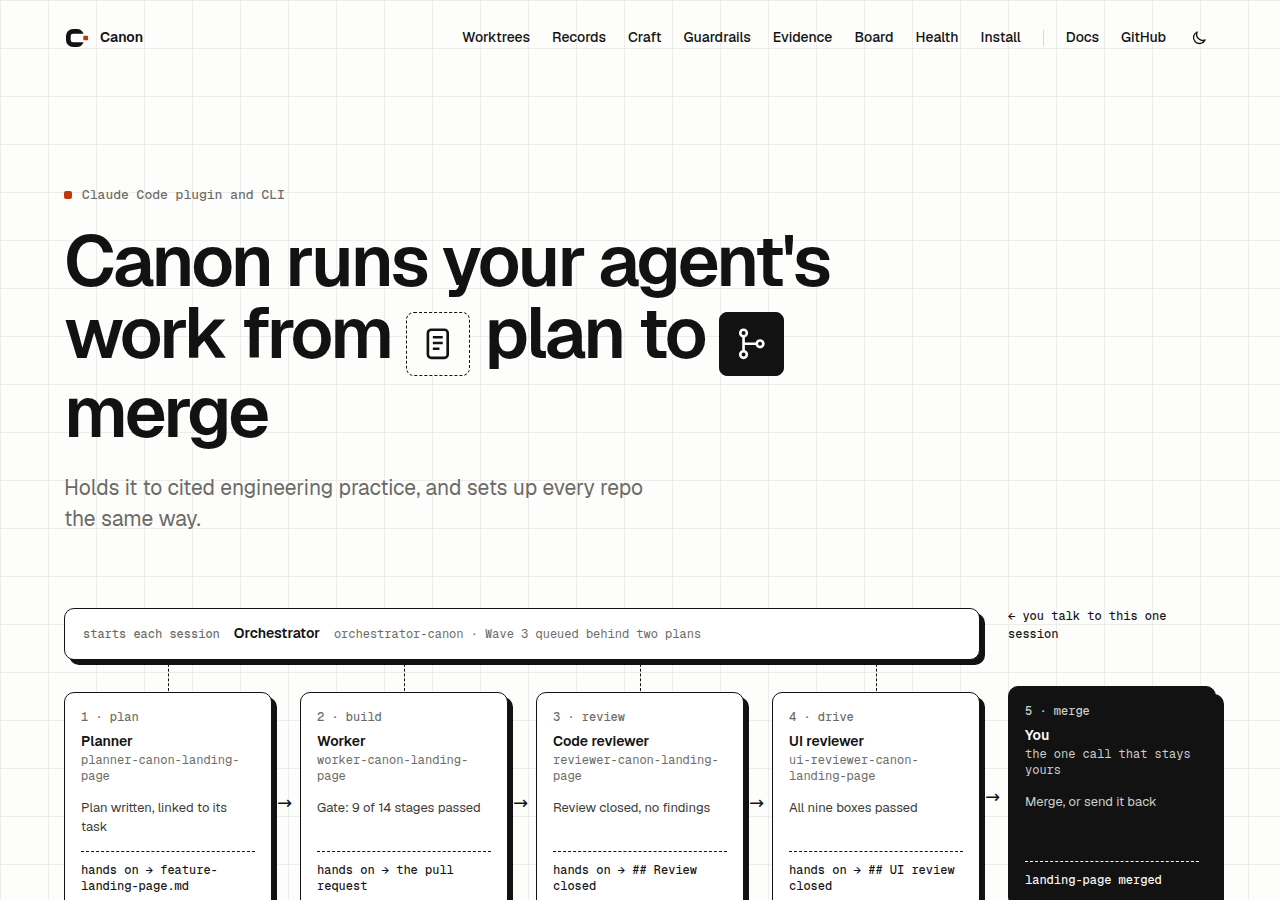 Canon
Worktrees Records Craft Guardrails Evidence Board Health Install Docs GitHub
Claude Code plugin and CLI
Canon runs your agent's
work from plan to
merge
Holds it to cited engineering practice, and sets up every repo
the same way.
starts each session Orchestrator orchestrator-canon · Wave 3 queued behind two plans
← you talk to this one
session
1 · plan
Planner
planner-canon-landing-
page
Plan written, linked to its
task
hands on → feature-
landing-page.md
→
2 · build
Worker
worker-canon-landing-
page
Gate: 9 of 14 stages passed
hands on → the pull
request
→
3 · review
Code reviewer
reviewer-canon-landing-
page
Review closed, no findings
hands on → ## Review
closed
→
4 · drive
UI reviewer
ui-reviewer-canon-
landing-page
All nine boxes passed
hands on → ## UI review
closed
→
5 · merge
You
the one call that stays
yours
Merge, or send it back
landing-page merged